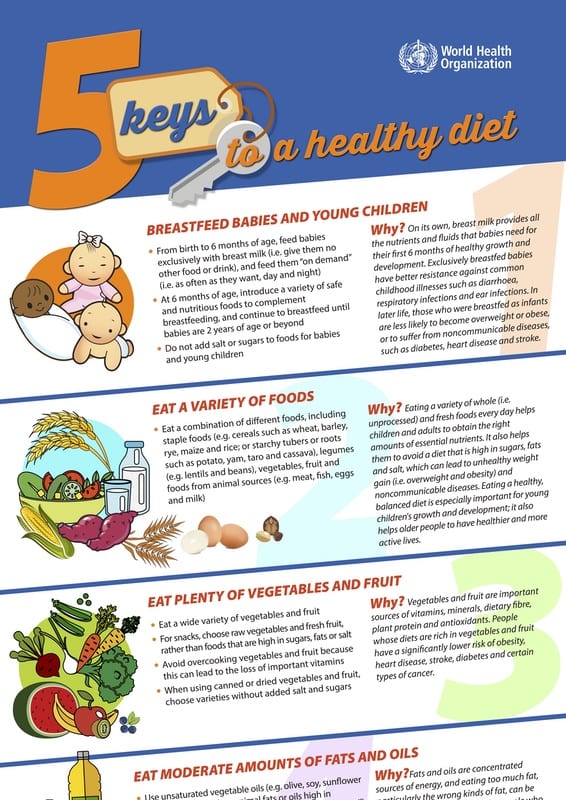 5 keys
to a healthy diet
World Health
Organization
1
BREASTFEED BABIES AND YOUNG CHILDREN
• From birth to 6 months of age, feed babies
exclusively with breast milk (i.e. give them no
other food or drink), and feed them "on demand"
(i.e. as often as they want, day and night)
• At 6 months of age, introduce a variety of safe
and nutritious foods to complement
breastfeeding, and continue to breastfeed until
babies are 2 years of age or beyond
• Do not add salt or sugars to foods for babies
and young children
Why? On its own, breast milk provides all
the nutrients and fluids that babies need for
their first 6 months of healthy growth and
development. Exclusively breastfed babies
have better resistance against common
childhood illnesses such as diarrhoea,
respiratory infections and ear infections. In
later life, those who were breastfed as infants
are less likely to become overweight or obese,
or to suffer from noncommunicable diseases,
such as diabetes, heart disease and stroke.
2
EAT A VARIETY OF FOODS
• Eat a combination of different foods, including
staple foods (e.g. cereals such as wheat, barley,
rye, maize and rice; or starchy tubers or roots
such as potato, yam, taro and cassava), legumes
(e.g. lentils and beans), vegetables, fruit and
foods from animal sources (e.g. meat, fish, eggs
and milk)
Why? Eating a variety of whole (i.e.
unprocessed) and fresh foods every day helps
children and adults to obtain the right
amounts of essential nutrients. It also helps
them to avoid a diet that is high in sugars, fats
and salt, which can lead to unhealthy weight
gain (i.e. overweight and obesity) and
noncommunicable diseases. Eating a healthy,
balanced diet is especially important for young
children's growth and development; it also
helps older people to have healthier and more
active lives.
3
EAT PLENTY OF VEGETABLES AND FRUIT
• Eat a wide variety of vegetables and fruit
• For snacks, choose raw vegetables and fresh fruit,
rather than foods that are high in sugars, fats or salt
• Avoid overcooking vegetables and fruit because
this can lead to the loss of important vitamins
• When using canned or dried vegetables and fruit,
choose varieties without added salt and sugars
Why? Vegetables and fruit are important
sources of vitamins, minerals, dietary fibre,
plant protein and antioxidants. People
whose diets are rich in vegetables and fruit
have a significantly lower risk of obesity,
heart disease, stroke, diabetes and certain
types of cancer.
EAT MODERATE AMOUNTS OF FATS AND OILS
• Use unsaturated vegetable oils (e.g. olive, soy, sunflower
fats or oils high in
Why? Fats and oils are concentrated
sources of energy, and eating too much fat,
the wrong kinds of fat, can be